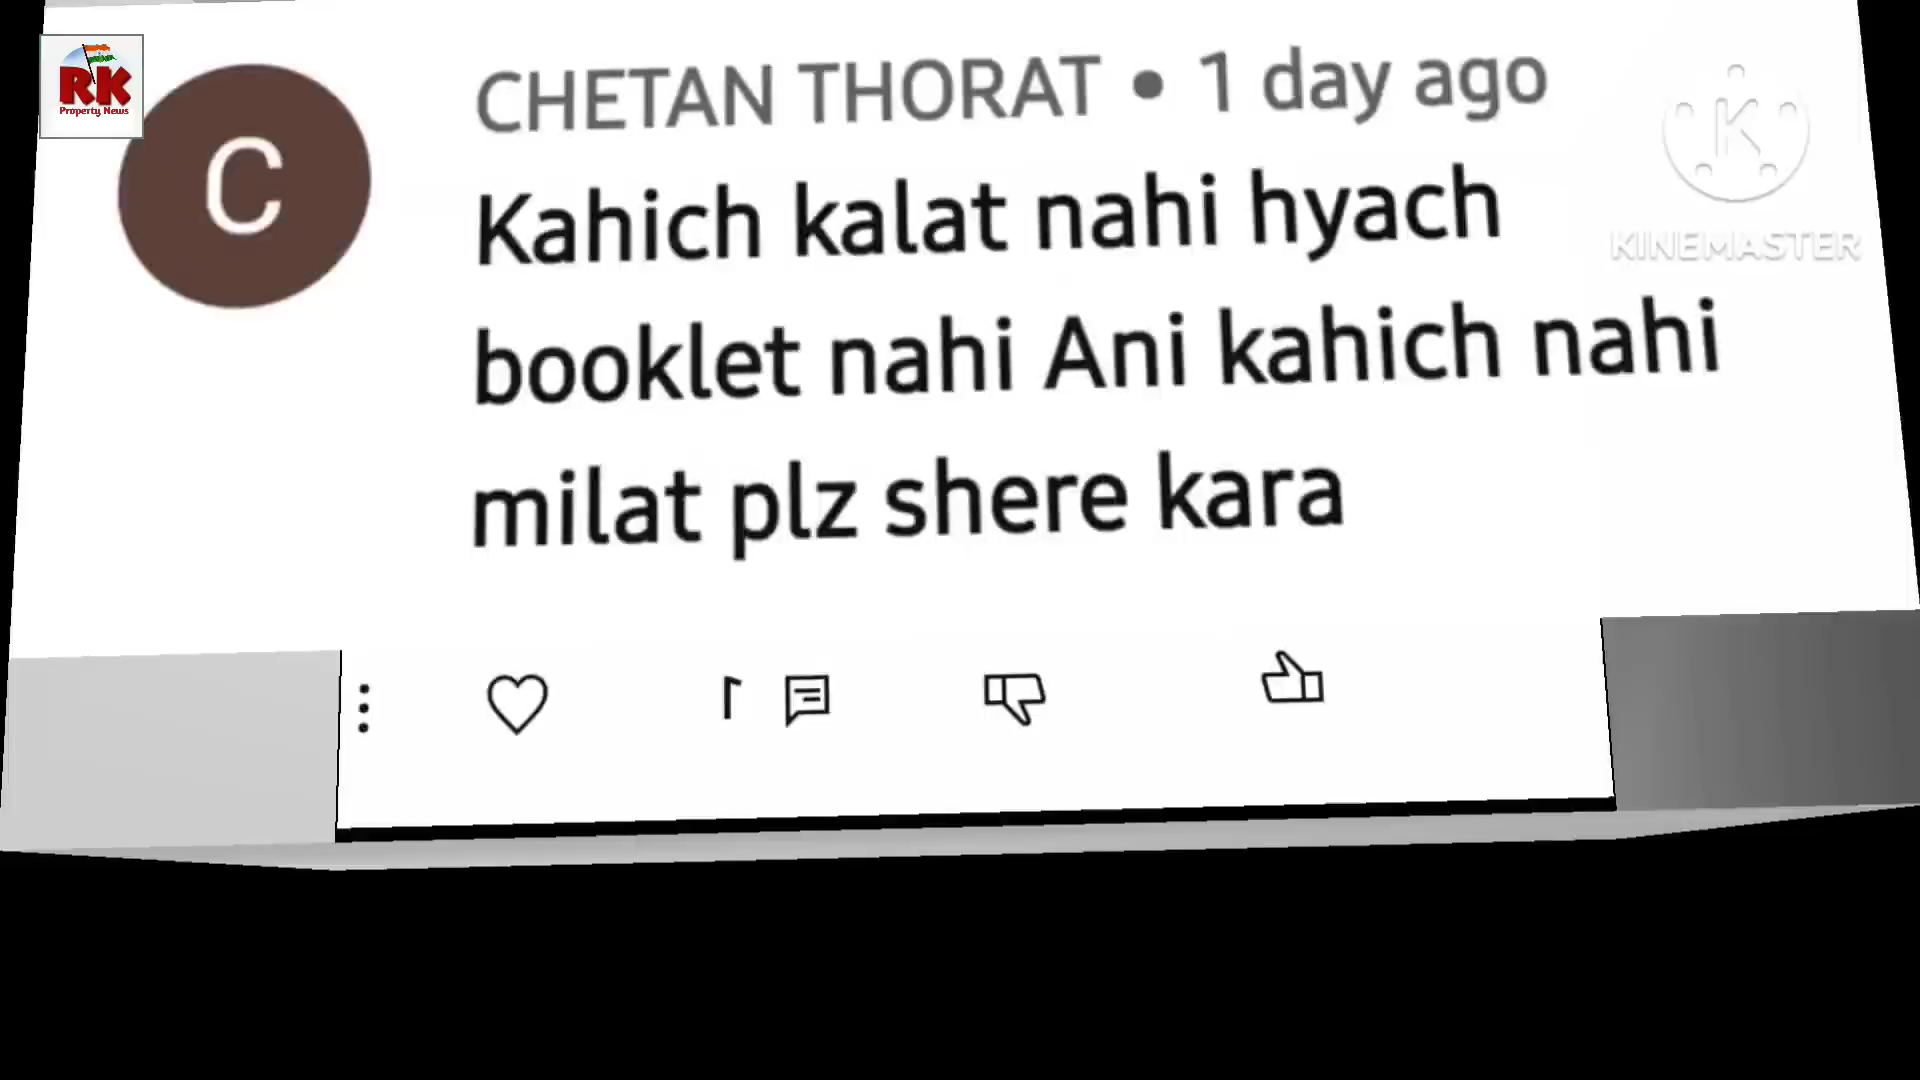 RK
Property News
C
CHETAN THORAT • 1 day ago
Kahich kalat nahi hyach
booklet nahi Ani kahich nahi
milat plz shere kara
1
K
KINEMASTER